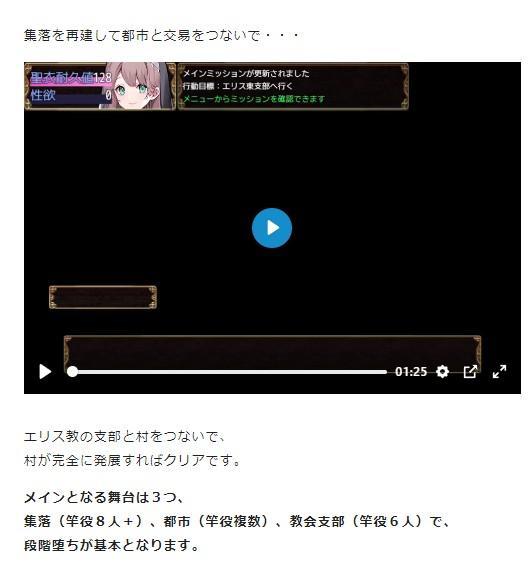 集落を再建して都市と交易をつないで・・・
聖衣耐久値128
性欲 0
メインミッションが更新されました
行動目標：エリス東支部へ行く
メニューからミッションを確認できます
01:25
エリス教の支部と村をつないで、
村が完全に発展すればクリアです。
メインとなる舞台は３つ、
集落（竿役８人＋）、都市（竿役複数）、教会支部（竿役６人）で、
段階堕ちが基本となります。